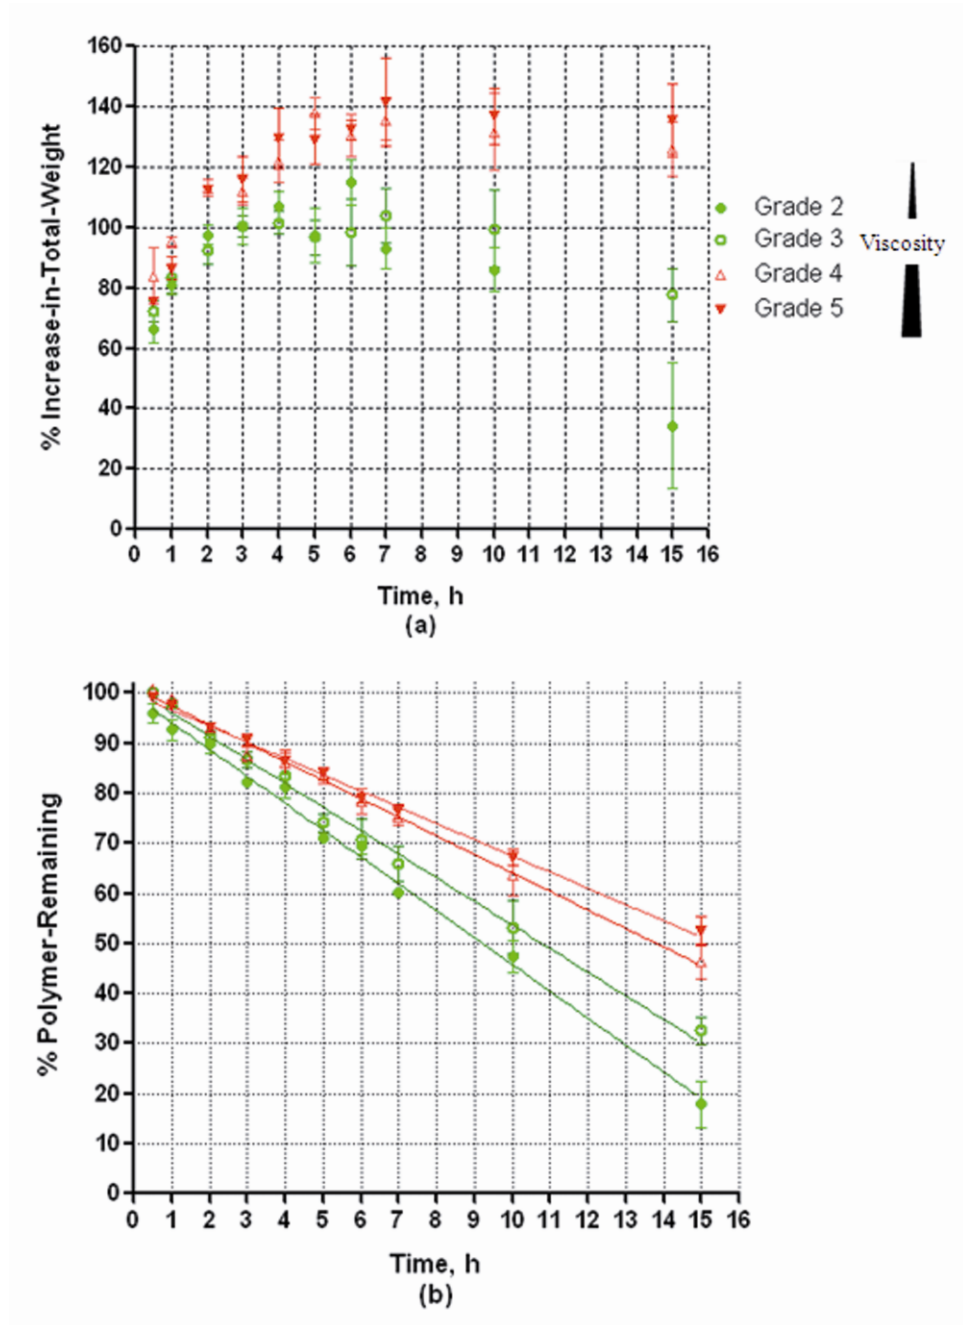 % Increase-in-Total-Weight
160
140
120
100
80
60
40
20
0
0 1 2 3 4 5 6 7 8 9 10 11 12 13 14 15 16
Time, h
(a)
Grade 2
Grade 3
Grade 4
Grade 5
Viscosity
% Polymer-Remaining
100
90
80
70
60
50
40
30
20
10
0
0 1 2 3 4 5 6 7 8 9 10 11 12 13 14 15 16
Time, h
(b)